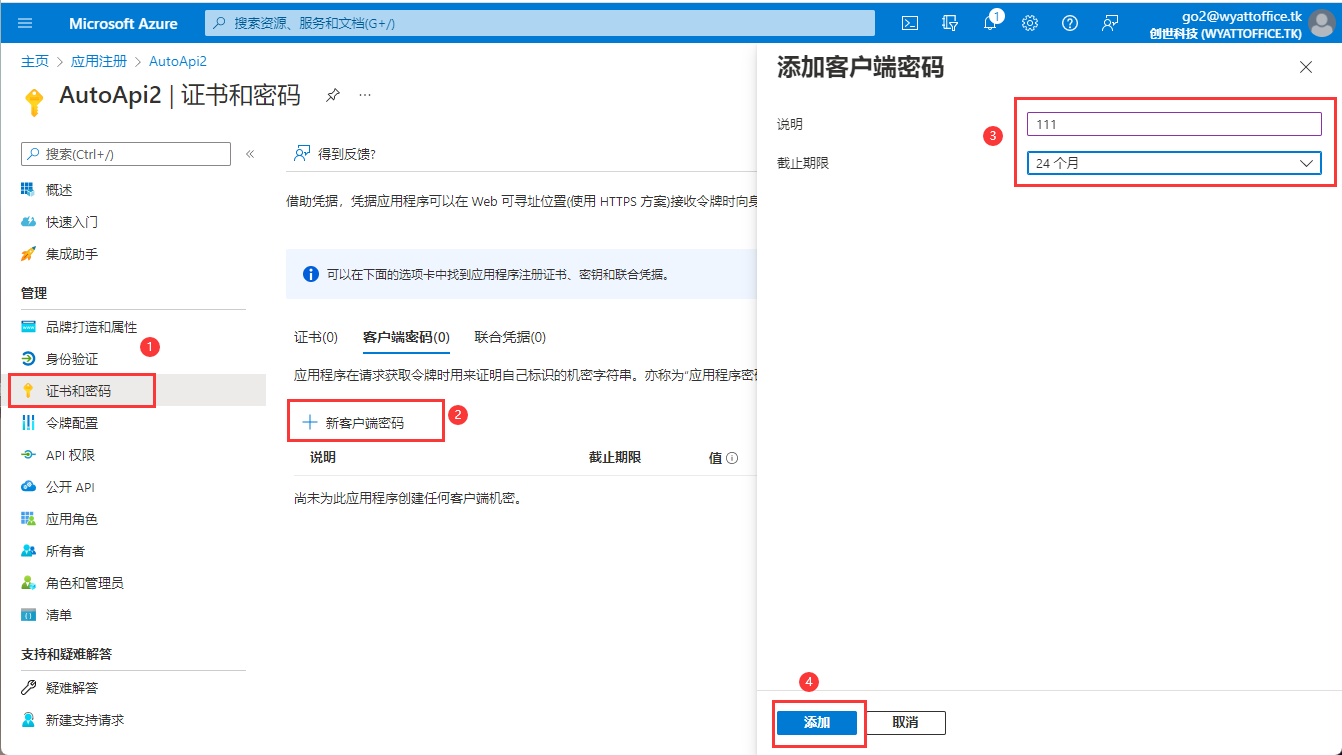 Microsoft Azure
搜索资源、服务和文档(G+/)
1
go2@wyattoffice.tk
创世科技 (WYATTOFFICE.TK)
主页 > 应用注册 > AutoApi2
AutoApi2 | 证书和密码
搜索(Ctrl+/)
概述
快速入门
集成助手
管理
品牌打造和属性
1
身份验证
证书和密码
令牌配置
API 权限
公开 API
应用角色
所有者
角色和管理员
清单
支持和疑难解答
疑难解答
新建支持请求
得到反馈?
借助凭据，凭据应用程序可以在 Web 可寻址位置(使用 HTTPS 方案)接收令牌时向身
可以在下面的选项卡中找到应用程序注册证书、密钥和联合凭据。
证书(0) 客户端密码(0) 联合凭据(0)
应用程序在请求获取令牌时用来证明自己标识的机密字符串。亦称为“应用程序密码
新客户端密码
2
说明 截止期限 值
尚未为此应用程序创建任何客户端机密。
添加客户端密码
说明
3
111
截止期限
24 个月
4
添加 取消